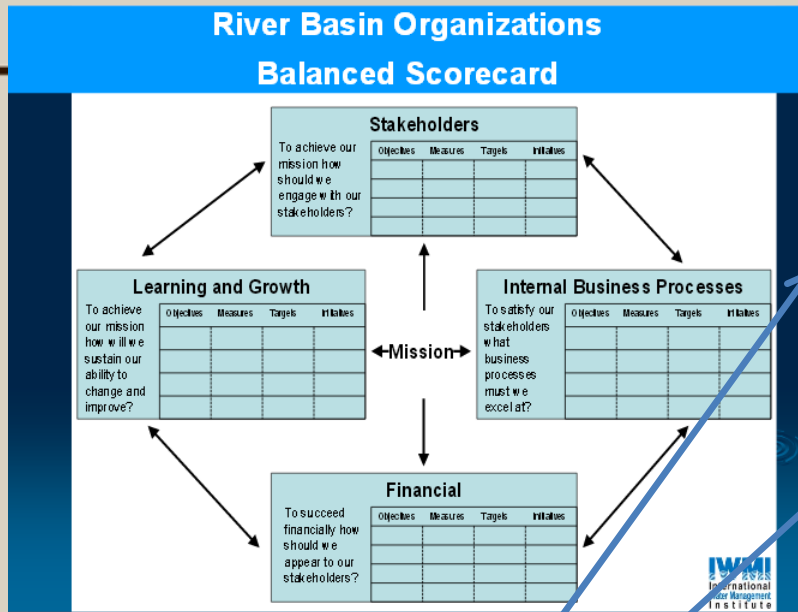 River Basin Organizations
Balanced Scorecard
Stakeholders
To achieve our
mission how
should we
engage with our
stakeholders?
Objectives Measures Targets Initiatives
Learning and Growth
To achieve
our mission
how will we
sustain our
ability to
change and
improve?
Objectives Measures Targets Initiatives
Mission
Internal Business Processes
To satisfy our
stakeholders
what
business
processes
must we
excel at?
Objectives Measures Targets Initiatives
Financial
To succeed
financially how
should we
appear to our
stakeholders?
Objectives Measures Targets Initiatives
IWMI
International
Water Management
Institute